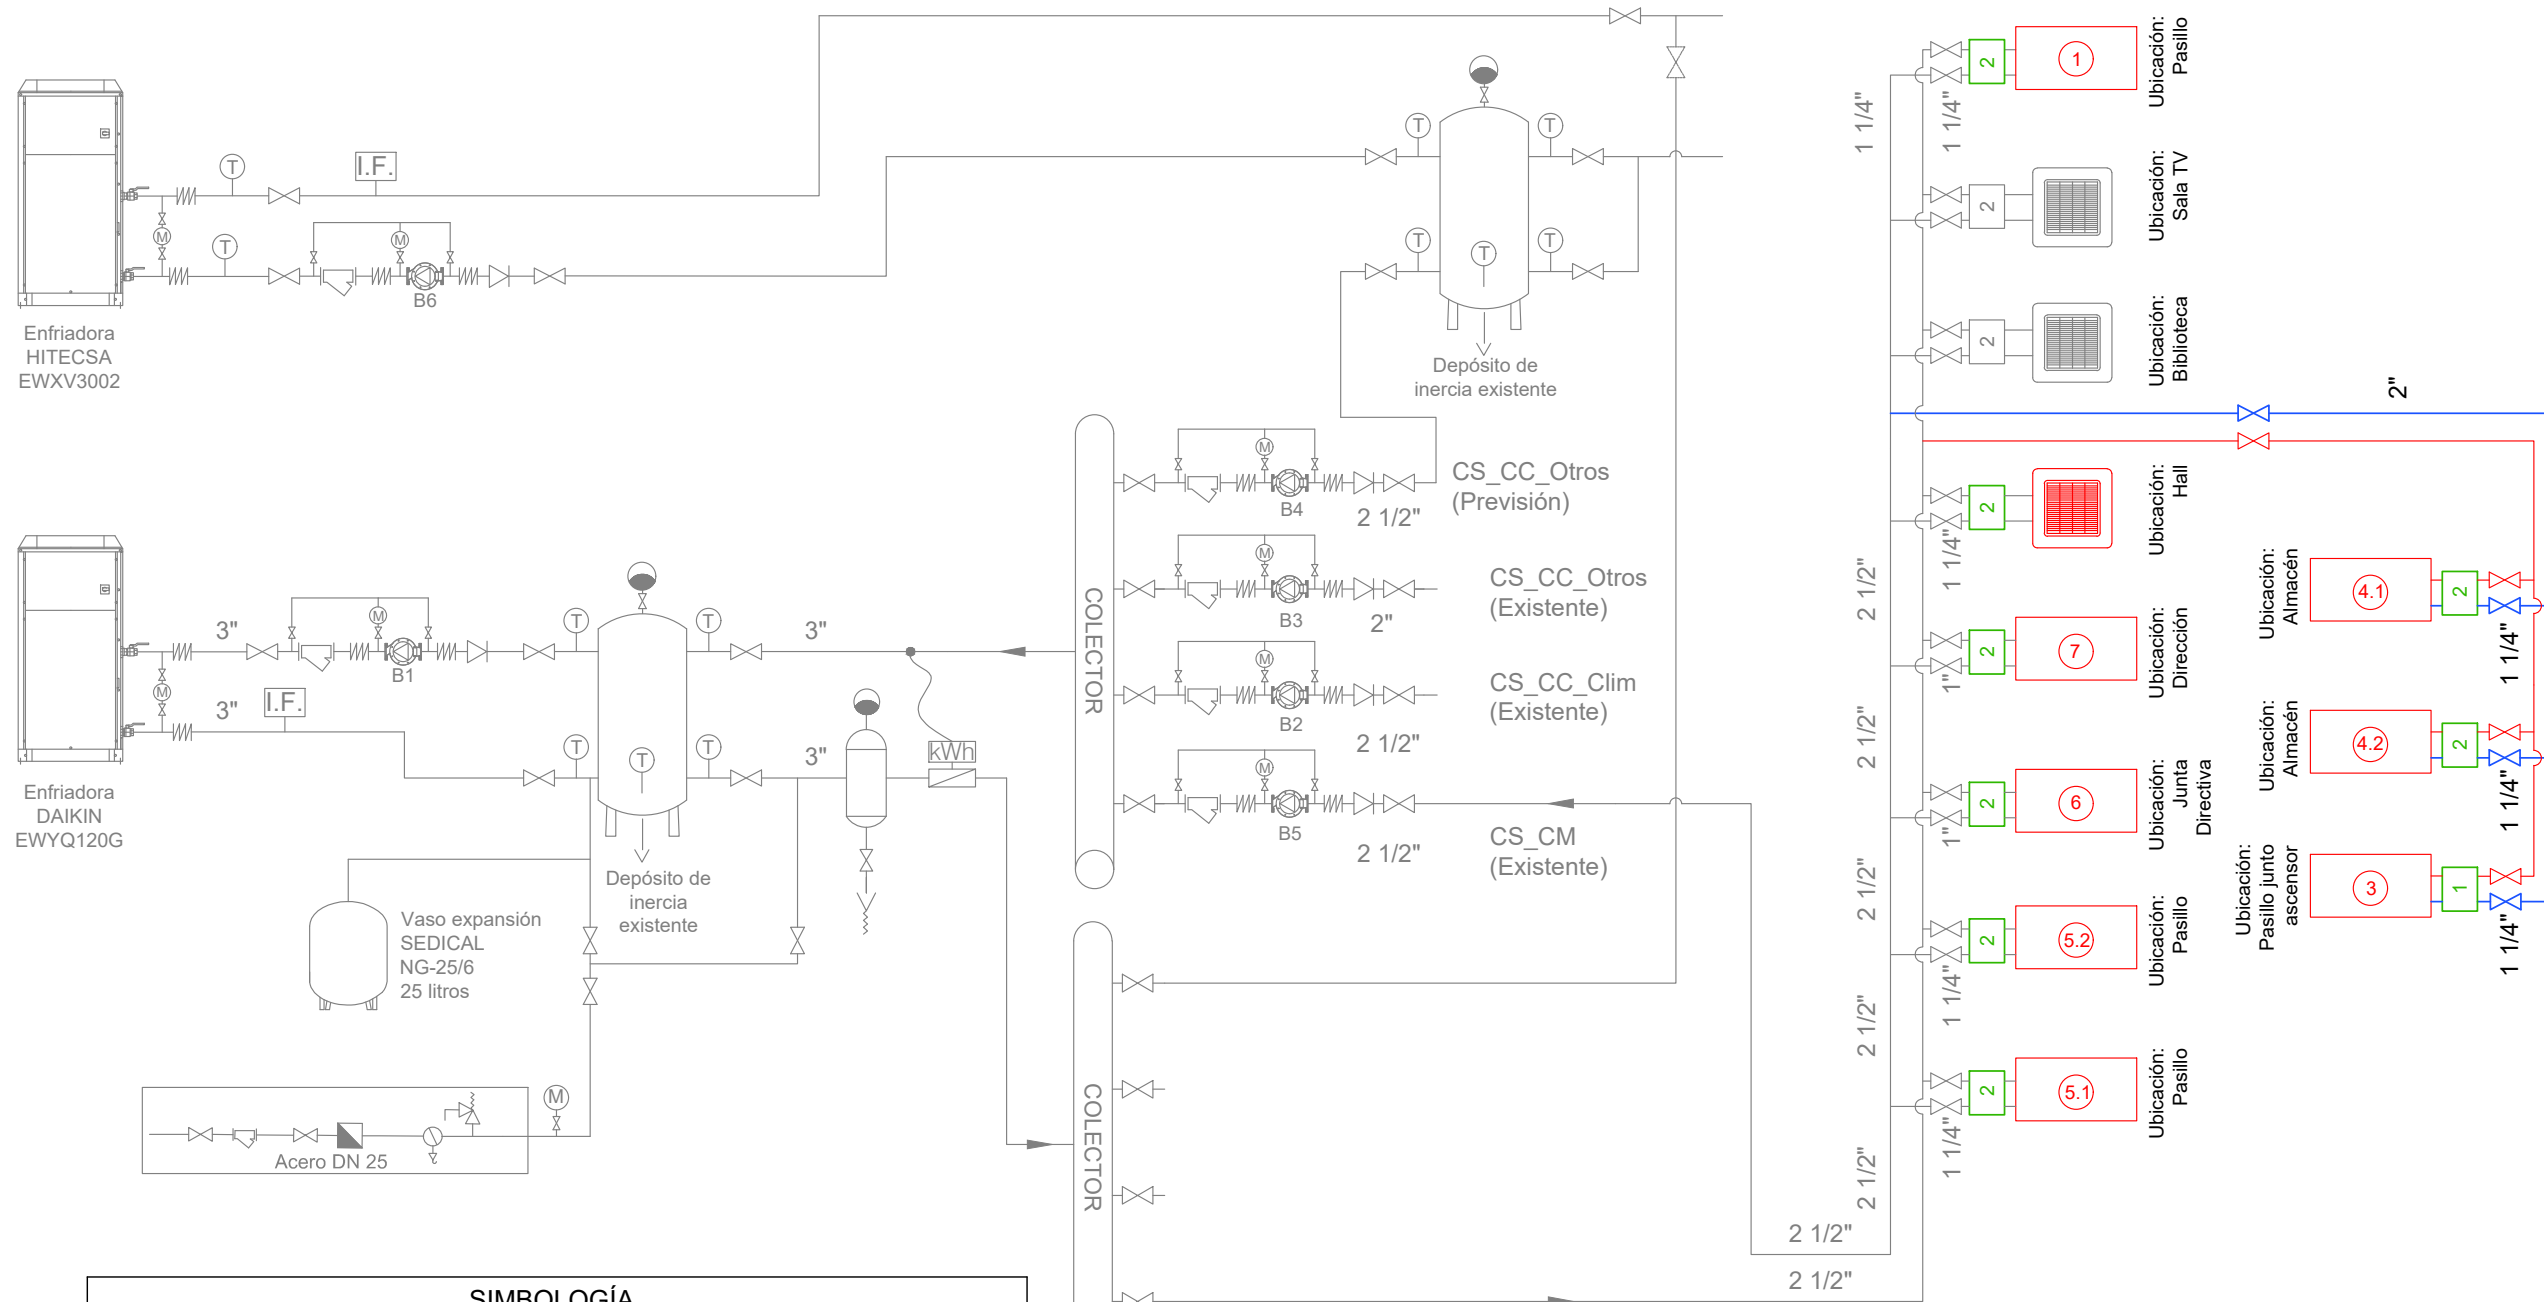 T
I.F.
M
T
M
B6
Enfriadora
HITECSA
EWXV3002
T
T
T
T
T
Depósito de
inercia existente
3"
M
B1
T
T
3"
M
3"
I.F.
T
T
T
3"
kWh
Enfriadora
DAIKIN
EWYQ120G
Depósito de
inercia
existente
Vaso expansión
SEDICAL
NG-25/6
25 litros
M
Acero DN 25
COLECTOR
M
B4
2 1/2"
CS_CC_Otros
(Previsión)
M
B3
2"
CS_CC_Otros
(Existente)
M
B2
2 1/2"
CS_CC_Clim
(Existente)
M
B5
2 1/2"
CS_CM
(Existente)
COLECTOR
2 1/2"
2 1/2"
1 1/4"
1 1/4"
2
1
Ubicación:
Pasillo
2
Ubicación:
Sala TV
2
Ubicación:
Biblioteca
2"
2 1/2"
1 1/4"
2
Ubicación:
Hall
2 1/2"
1"
2
7
Ubicación:
Dirección
2 1/2"
1"
2
6
Ubicación:
Junta
Directiva
2 1/2"
1 1/4"
2
5.2
Ubicación:
Pasillo
2 1/2"
1 1/4"
2
5.1
Ubicación:
Pasillo
Ubicación:
Almacén
4.1
2
1 1/4"
Ubicación:
Almacén
4.2
2
1 1/4"
Ubicación:
Pasillo junto
ascensor
3
1
1 1/4"
SIMBOLOGÍA